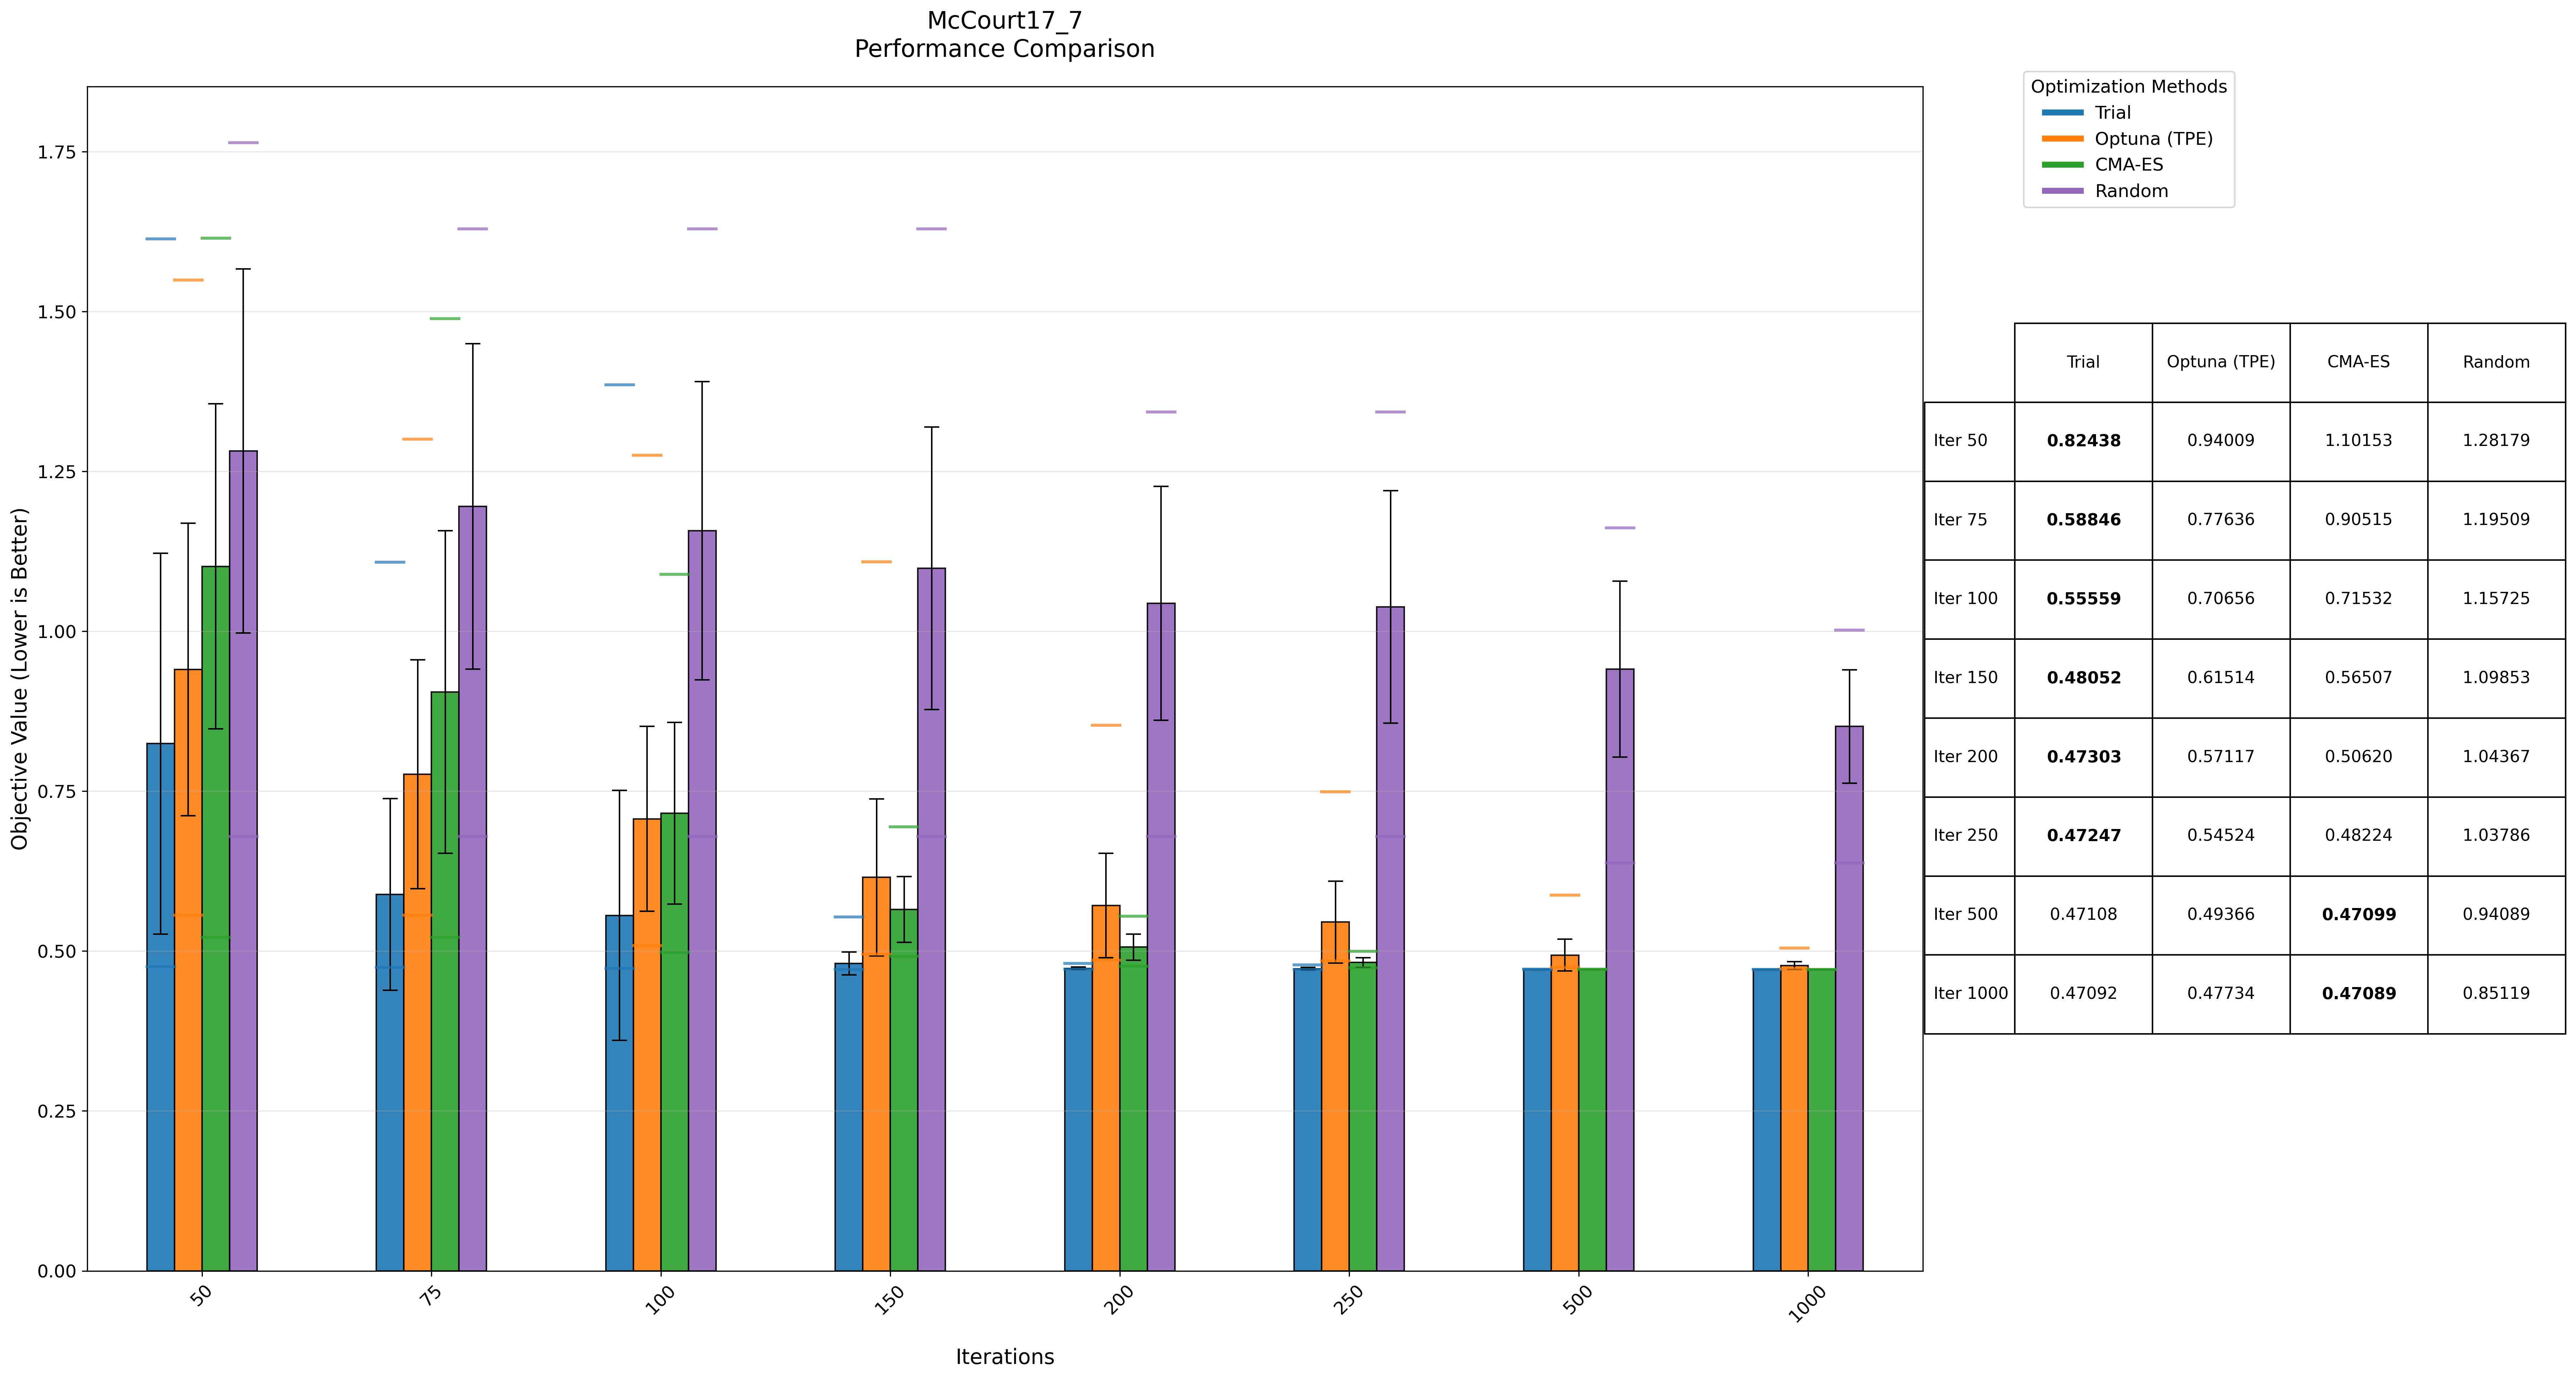 McCourt17_7
Performance Comparison
Optimization Methods
Trial
Optuna (TPE)
CMA-ES
Random
Objective Value (Lower is Better)
1.75
1.50
1.25
1.00
0.75
0.50
0.25
0.00
50
75
100
150
200
250
500
1000
Iterations
Trial Optuna (TPE) CMA-ES Random
Iter 50 0.82438 0.94009 1.10153 1.28179
Iter 75 0.58846 0.77636 0.90515 1.19509
Iter 100 0.55559 0.70656 0.71532 1.15725
Iter 150 0.48052 0.61514 0.56507 1.09853
Iter 200 0.47303 0.57117 0.50620 1.04367
Iter 250 0.47247 0.54524 0.48224 1.03786
Iter 500 0.47108 0.49366 0.47099 0.94089
Iter 1000 0.47092 0.47734 0.47089 0.85119